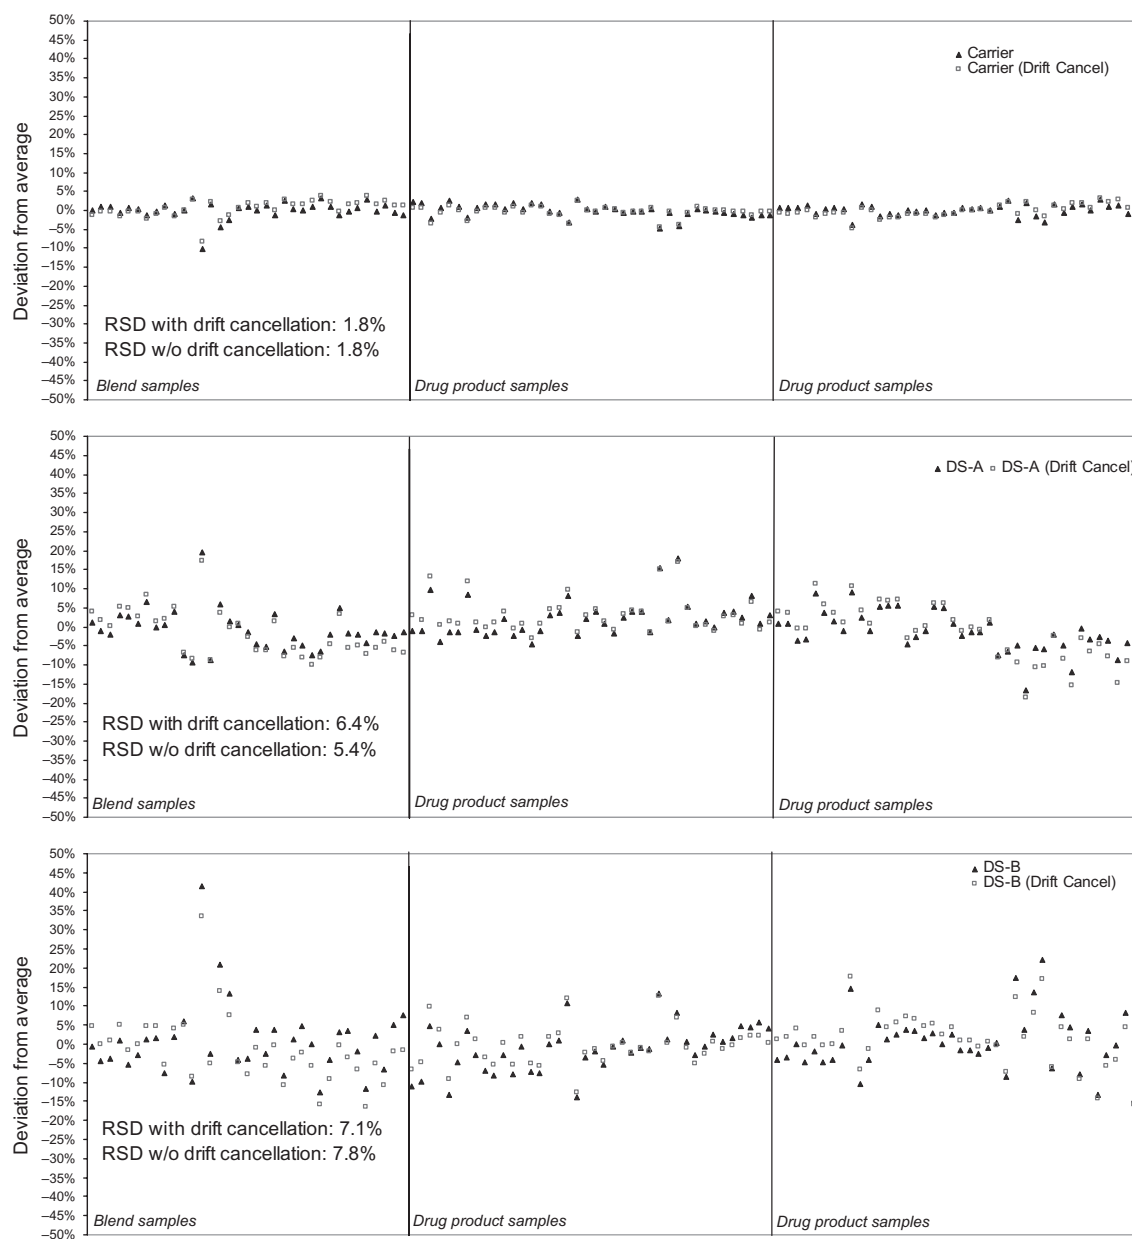 50%
45%
40%
35%
30%
25%
20%
15%
10%
5%
0%
–5%
–10%
–15%
–20%
–25%
–30%
–35%
–40%
–45%
–50%
Deviation from average
Carrier
Carrier (Drift Cancel)
RSD with drift cancellation: 1.8%
RSD w/o drift cancellation: 1.8%
Blend samples
Drug product samples
Drug product samples
50%
45%
40%
35%
30%
25%
20%
15%
10%
5%
0%
–5%
–10%
–15%
–20%
–25%
–30%
–35%
–40%
–45%
–50%
Deviation from average
DS-A DS-A (Drift Cancel)
RSD with drift cancellation: 6.4%
RSD w/o drift cancellation: 5.4%
Blend samples
Drug product samples
Drug product samples
50%
45%
40%
35%
30%
25%
20%
15%
10%
5%
0%
–5%
–10%
–15%
–20%
–25%
–30%
–35%
–40%
–45%
–50%
Deviation from average
DS-B
DS-B (Drift Cancel)
RSD with drift cancellation: 7.1%
RSD w/o drift cancellation: 7.8%
Blend samples
Drug product samples
Drug product samples